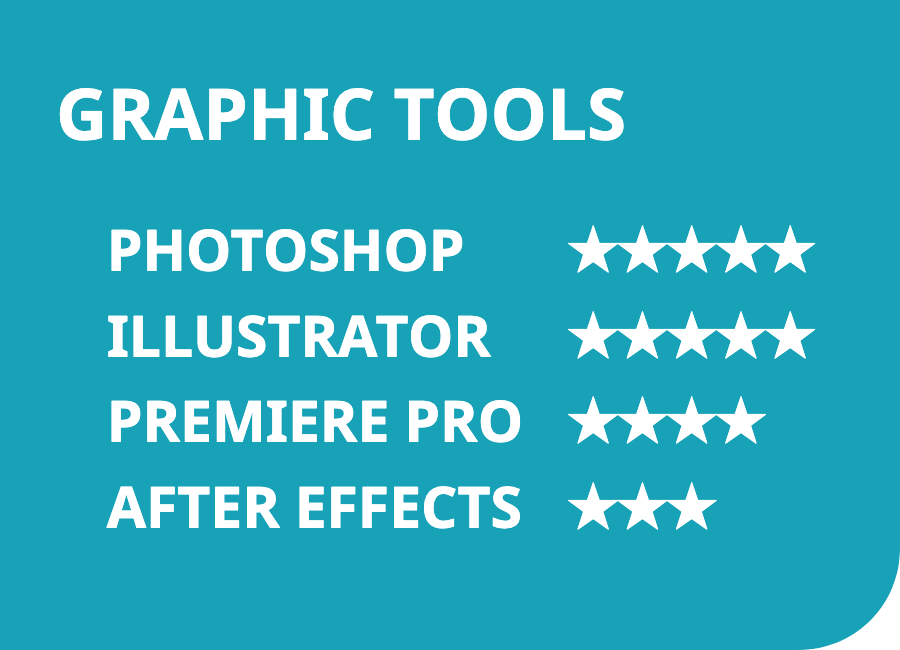 GRAPHIC TOOLS
PHOTOSHOP ★★★★★
ILLUSTRATOR ★★★★★
PREMIERE PRO ★★★★
AFTER EFFECTS ★★★